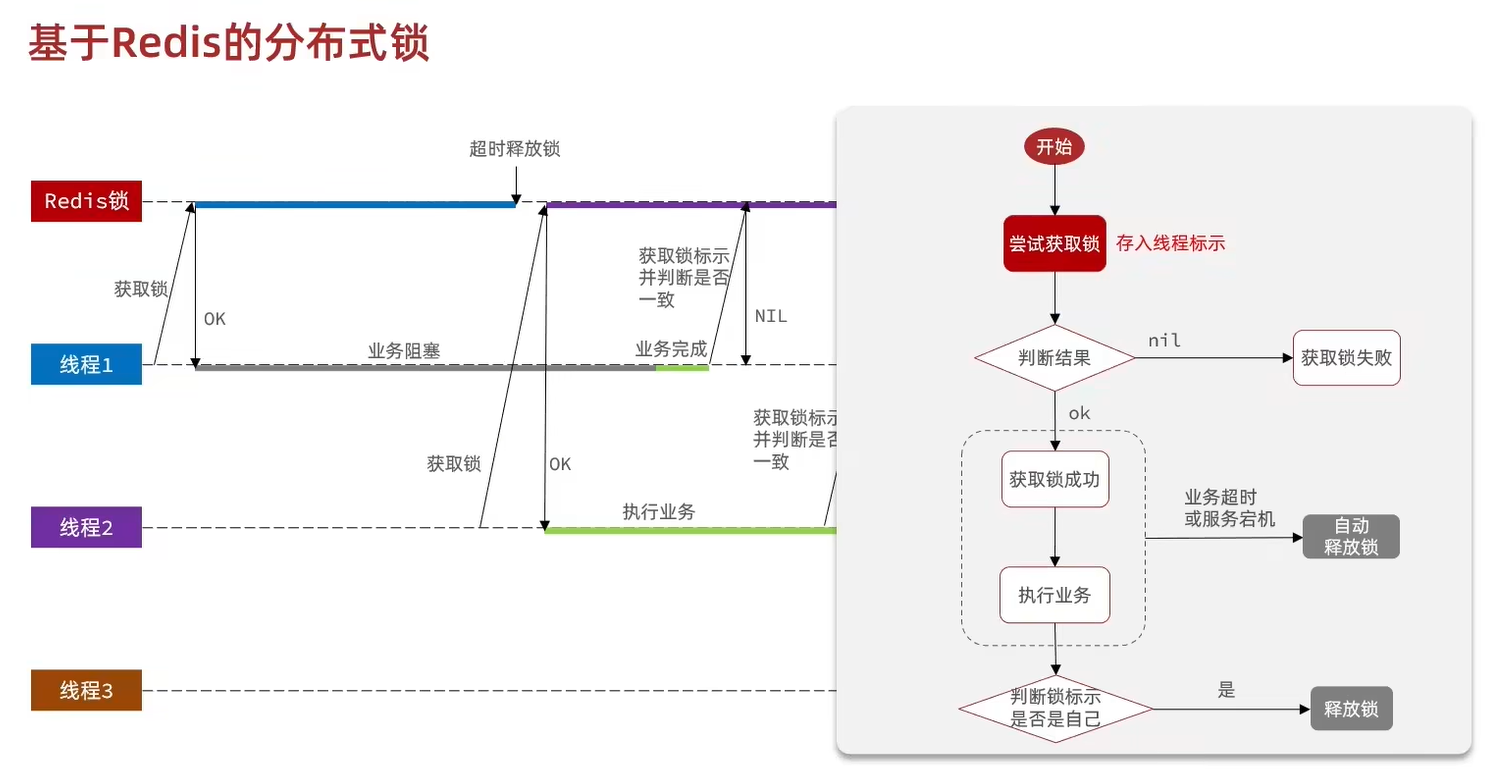 基于Redis的分布式锁
超时释放锁
Redis锁
获取锁
OK
获取锁标示
并判断是否
一致
NIL
线程1
业务阻塞
业务完成
获取锁
OK
获取锁标示
并判断是否
一致
线程2
执行业务
线程3
开始
尝试获取锁
存入线程标示
判断结果
nil
获取锁失败
ok
获取锁成功
执行业务
业务超时
或服务宕机
自动
释放锁
判断锁标示
是否是自己
是
释放锁